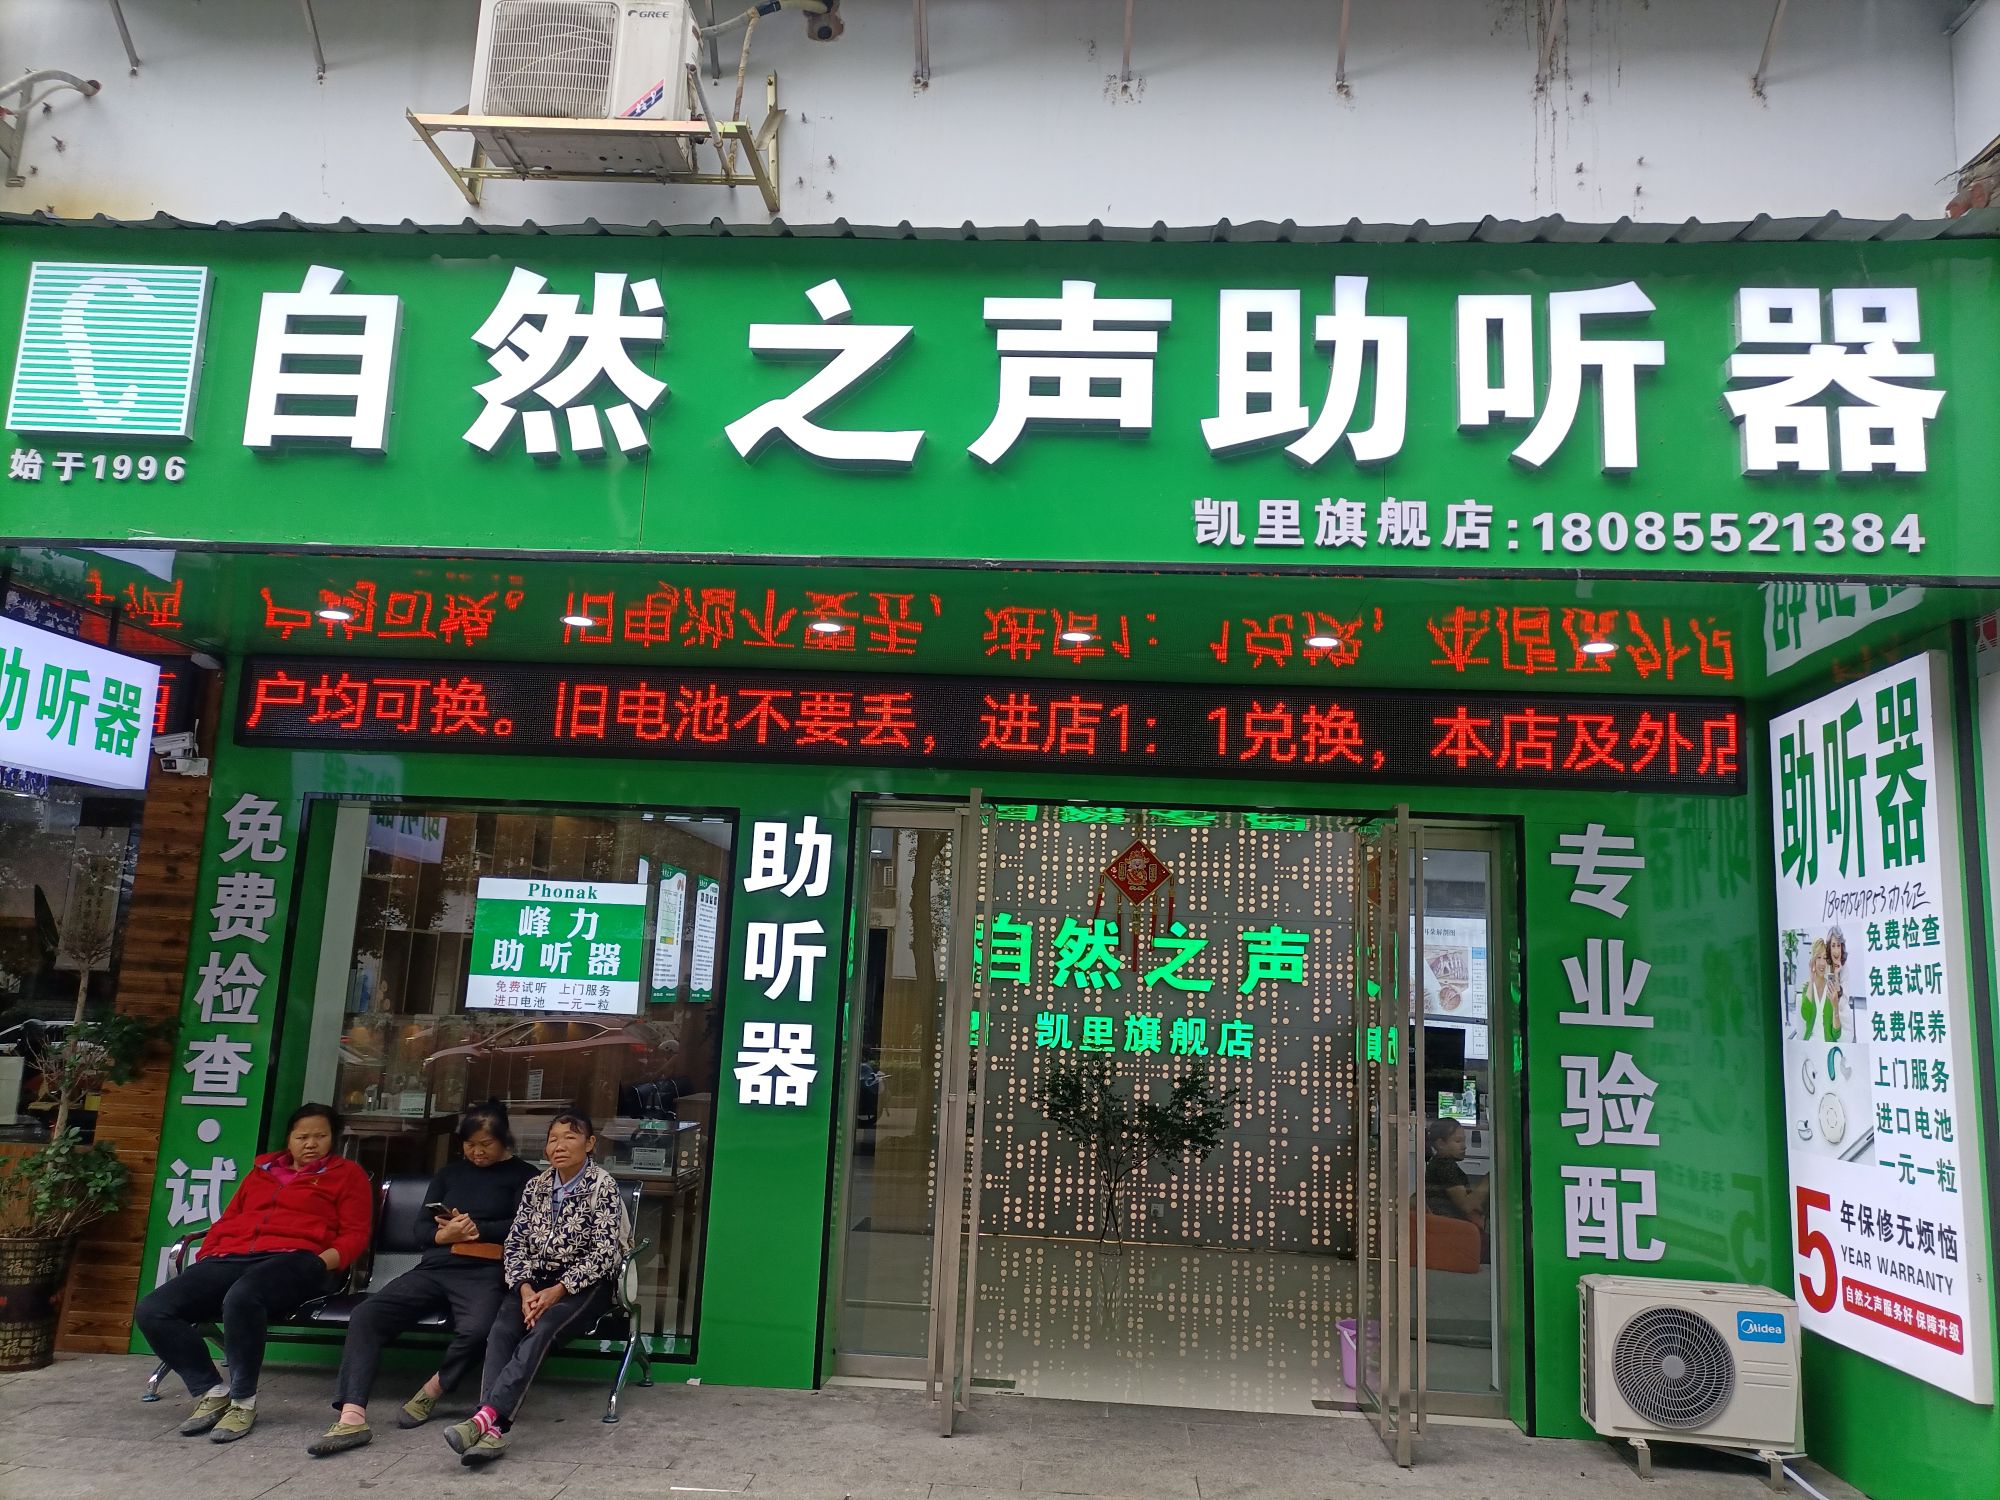 GREE
自然之声助听器
始于1996
凯里旗舰店:18085521384
户均可换。旧电池不要丢，进店1：1兑换，本店及外店
助听器
免费检查·试听
Phonak
峰力
助听器
免费试听 上门服务
进口电池 一元一粒
助听器
自然之声
凯里旗舰店
专业验配
助听器
免费检查
免费试听
免费保养
上门服务
进口电池
一元一粒
5年保修无烦恼
YEAR WARRANTY
自然之声服务好 保障升级
Midea
福
福